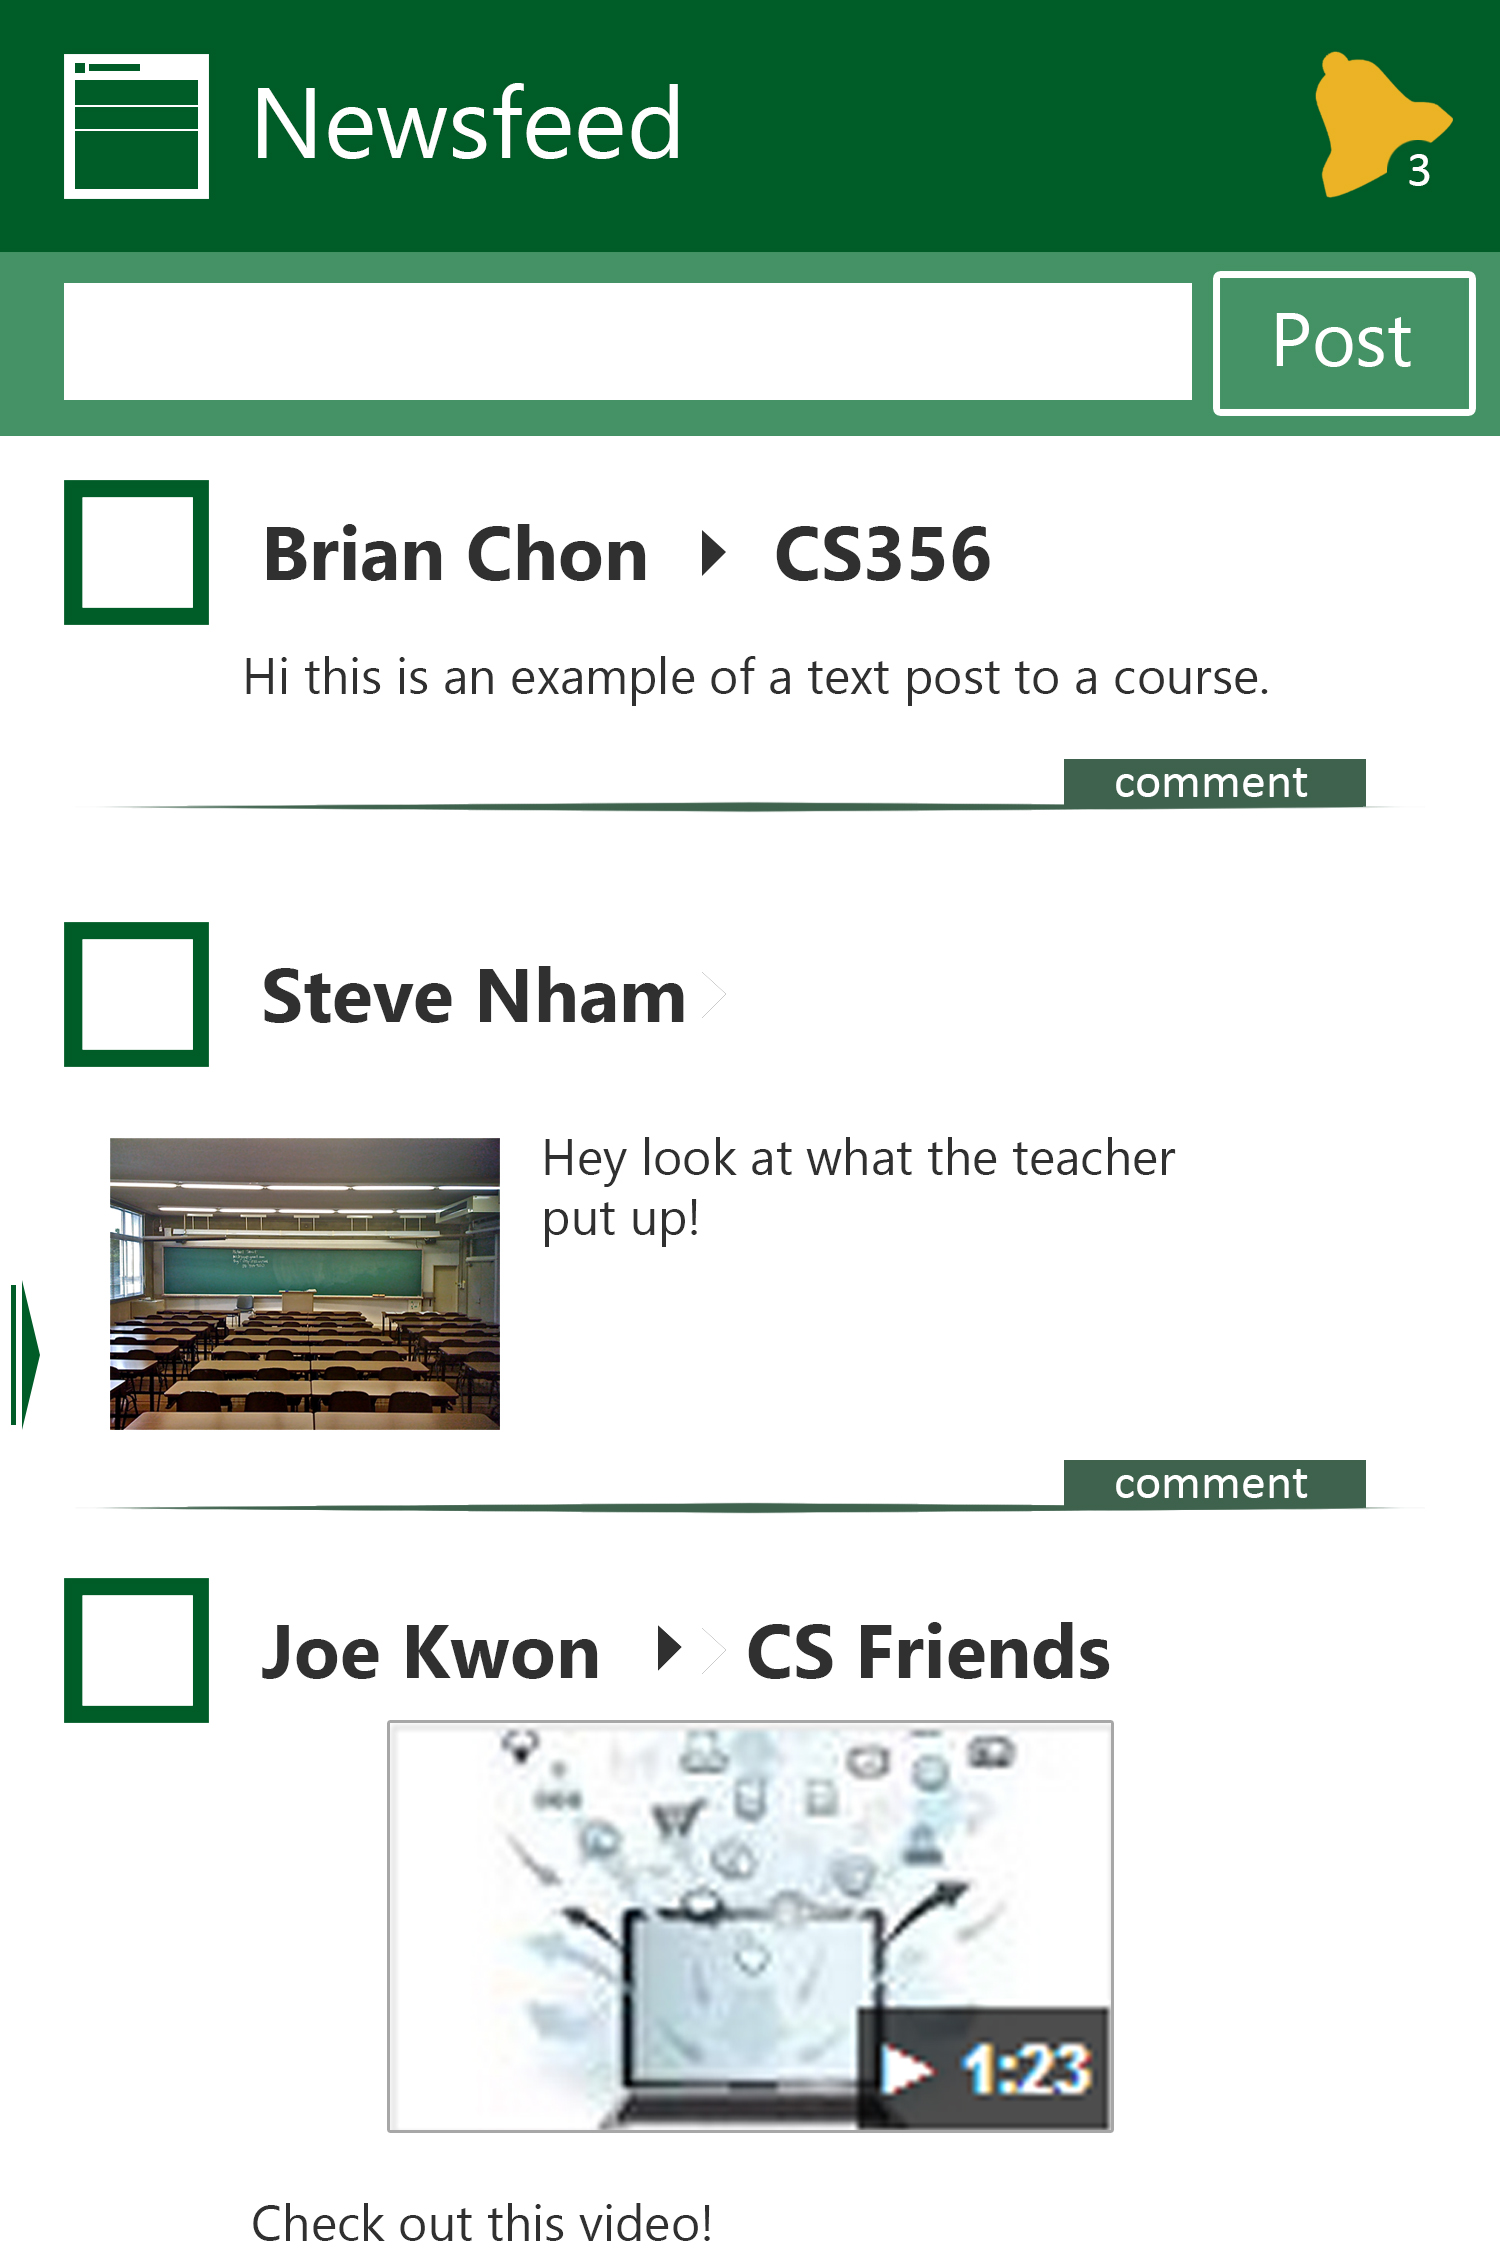 Newsfeed
3
Post
Brian Chon CS356
Hi this is an example of a text post to a course.
comment
Steve Nham
Hey look at what the teacher
put up!
comment
Joe Kwon CS Friends
1:23
Check out this video!